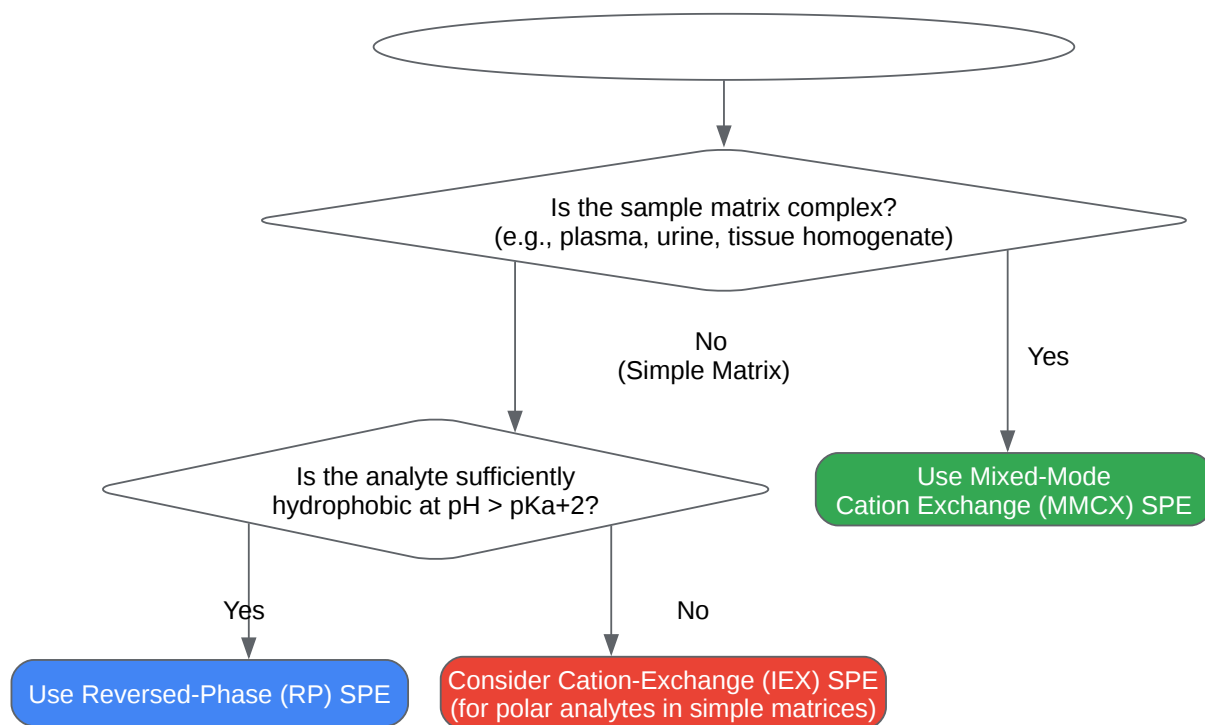 Is the sample matrix complex?
(e.g., plasma, urine, tissue homogenate)
No
(Simple Matrix)
Yes
Is the analyte sufficiently
hydrophobic at pH > pKa+2?
Use Mixed-Mode
Cation Exchange (MMCX) SPE
Yes
No
Use Reversed-Phase (RP) SPE
Consider Cation-Exchange (IEX) SPE
(for polar analytes in simple matrices)